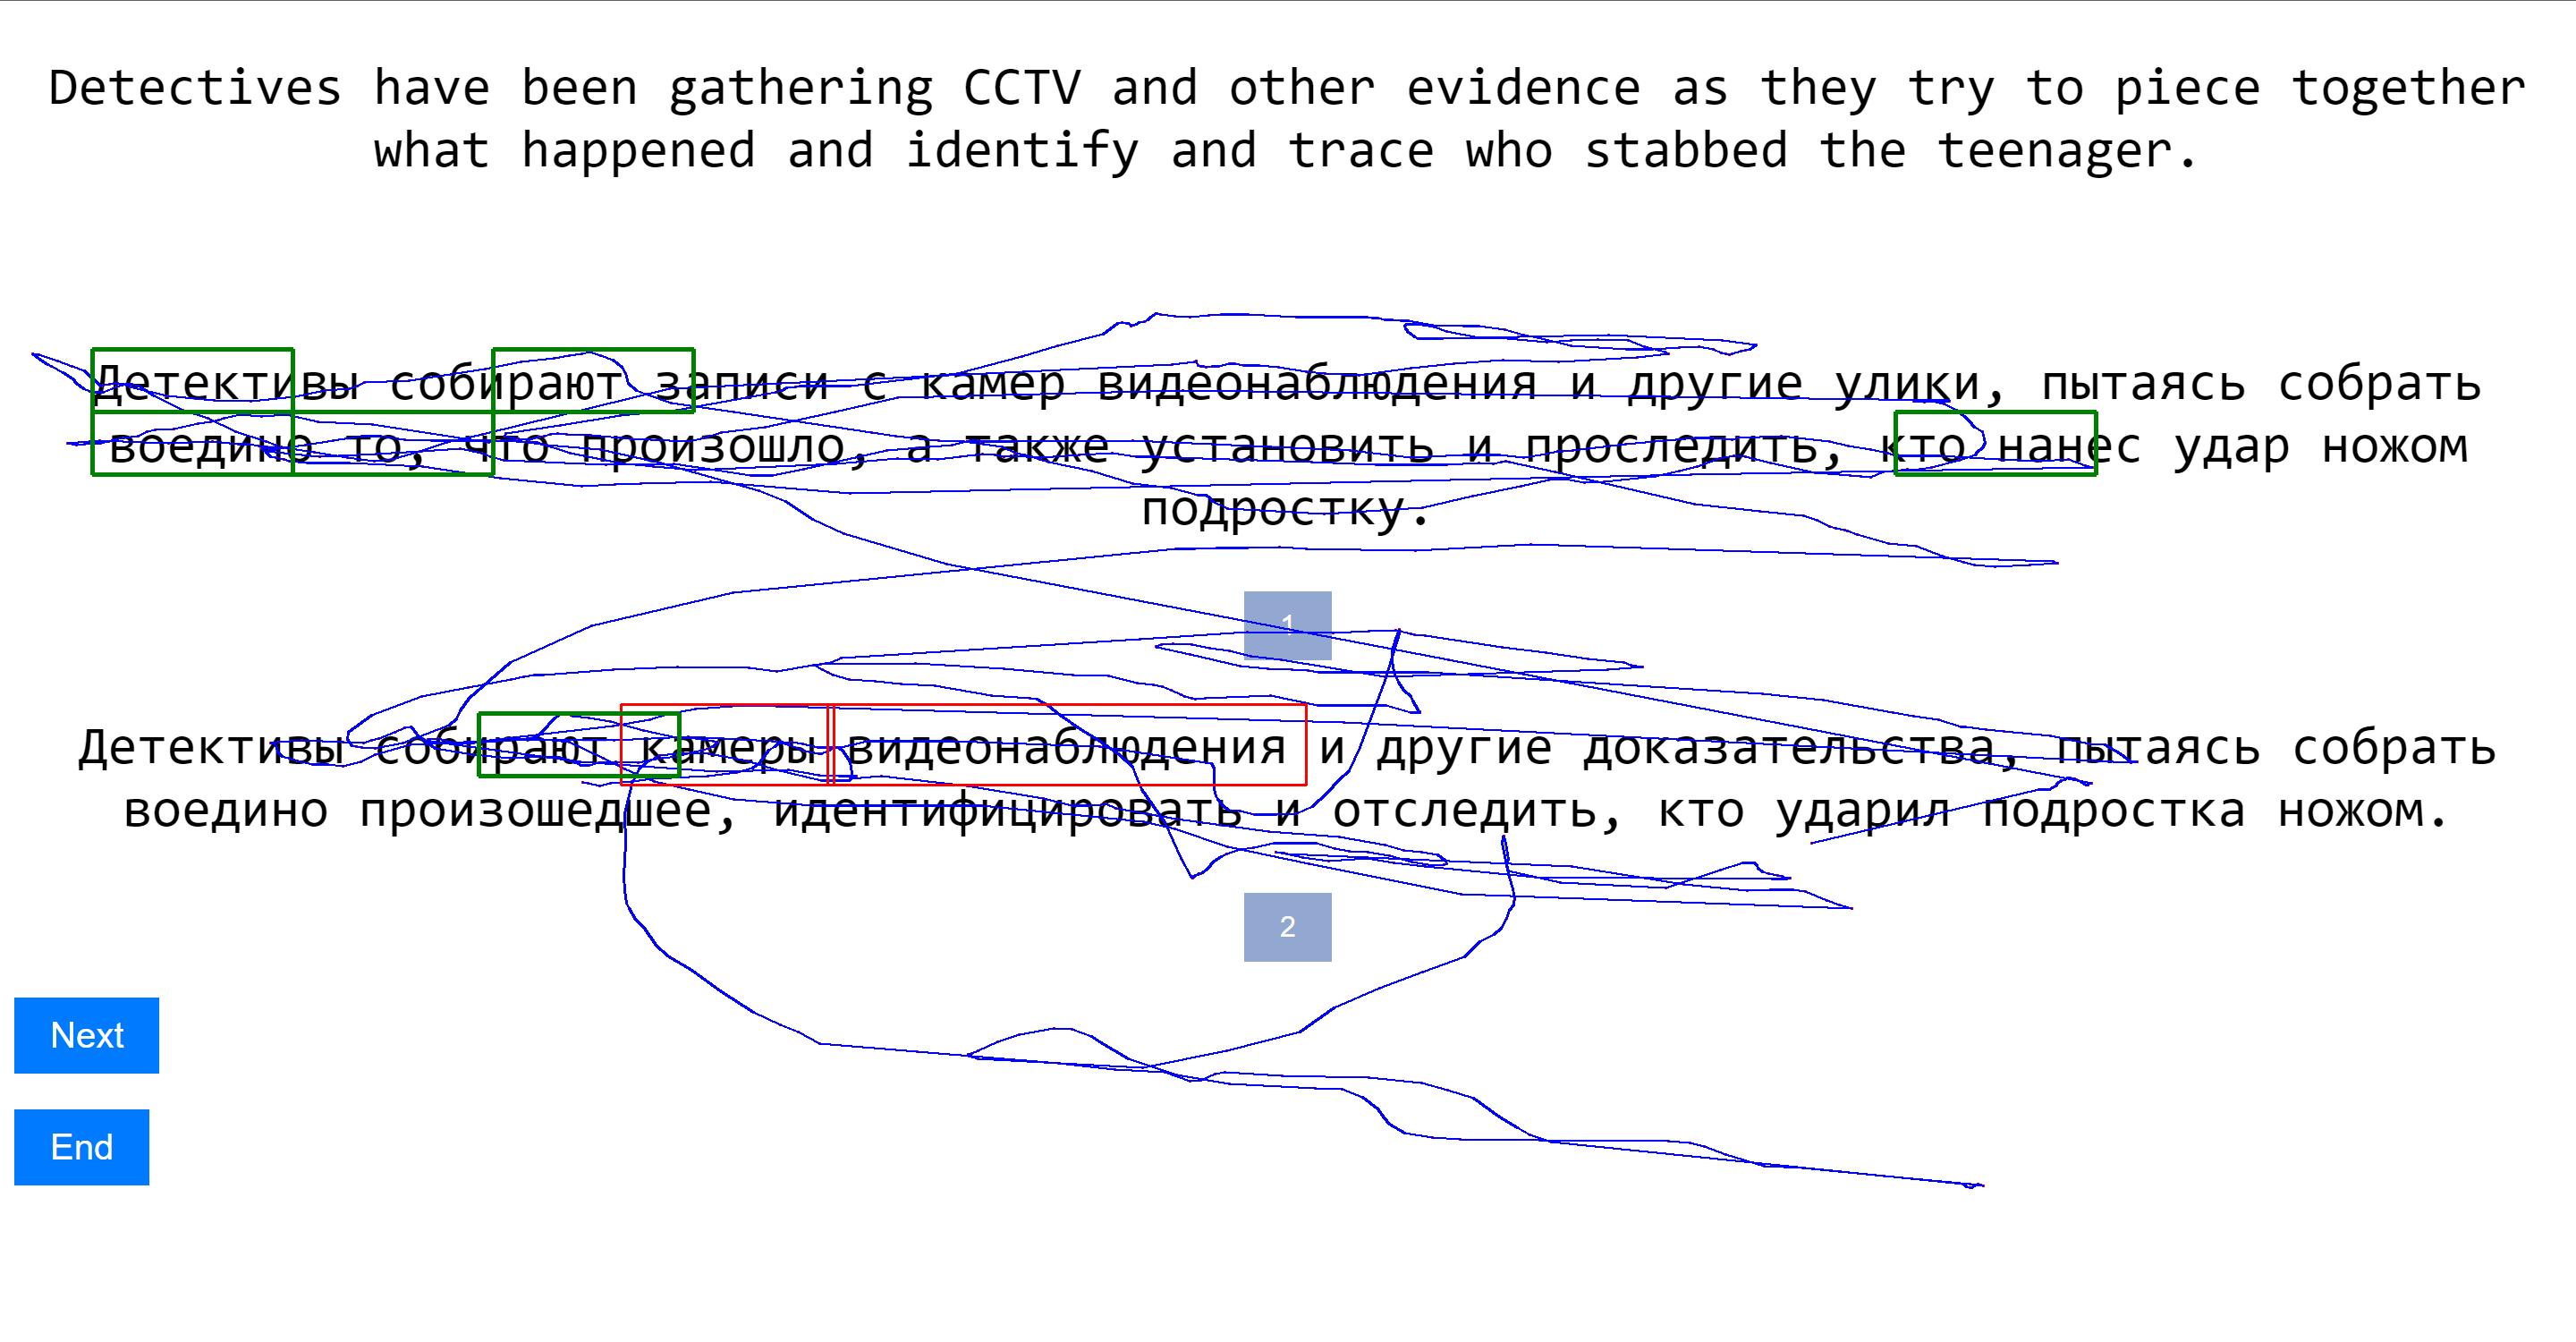 Detectives have been gathering CCTV and other evidence as they try to piece together
what happened and identify and trace who stabbed the teenager.
Детективы собирают записи с камер видеонаблюдения и другие улики, пытаясь собрать
воедино то, что произошло, а также установить и проследить, кто нанес удар ножом
подростку.
1
Детективы собирают камеры видеонаблюдения и другие доказательства, пытаясь собрать
воедино произошедшее, идентифицировать и отследить, кто ударил подростка ножом.
2
Next
End